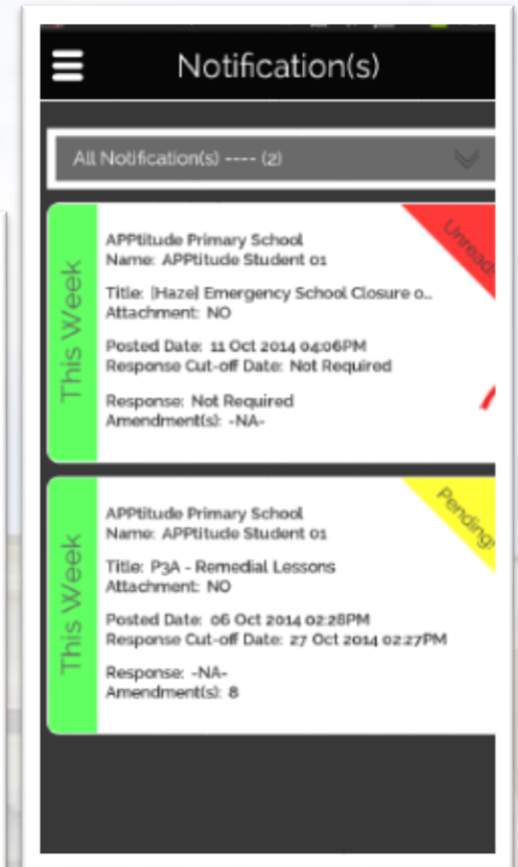 Notification(s)
All Notification(s) ---- (2)
This Week
Unread
APPtitude Primary School
Name: APPtitude Student 01
Title: [Haze] Emergency School Closure o...
Attachment: NO
Posted Date: 11 Oct 2014 04:06PM
Response Cut-off Date: Not Required
Response: Not Required
Amendment(s): -NA-
This Week
Pending!
APPtitude Primary School
Name: APPtitude Student 01
Title: P3A - Remedial Lessons
Attachment: NO
Posted Date: 06 Oct 2014 02:28PM
Response Cut-off Date: 27 Oct 2014 02:27PM
Response: -NA-
Amendment(s): 8